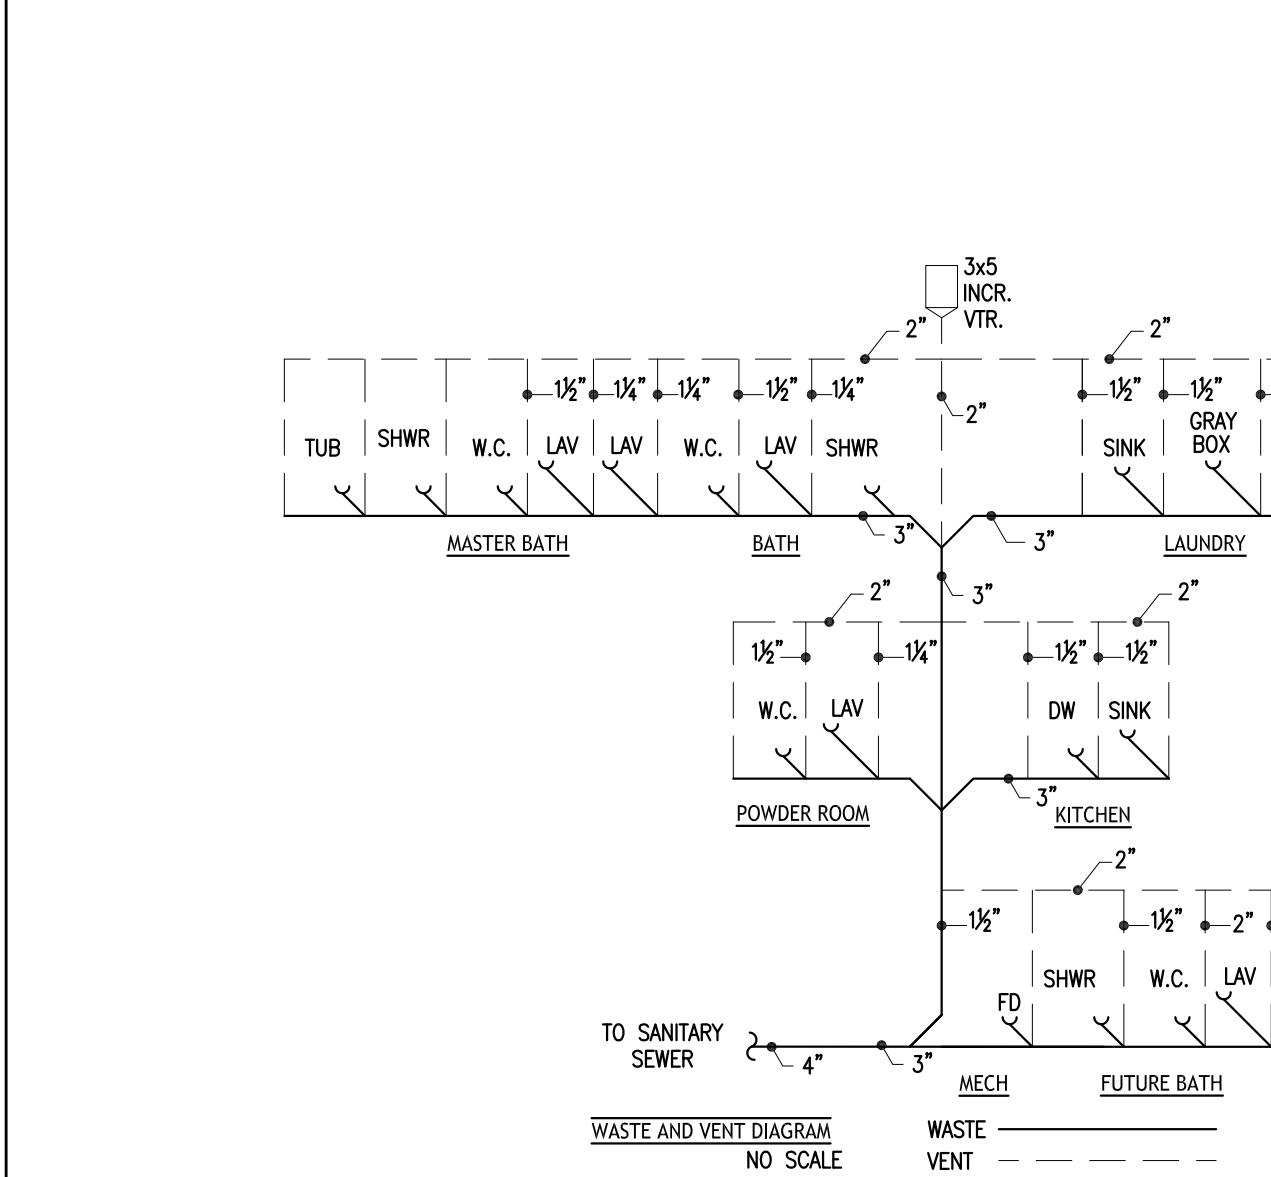 3x5
INCR.
VTR.
2” 2”
1½” 1¼” 1¼” 1½” 1¼” 1½” 1½”
2”
TUB SHWR W.C. LAV LAV W.C. LAV SHWR SINK GRAY
BOX
3” 3”
MASTER BATH BATH LAUNDRY
3”
2” 2”
1½” 1¼” 1½” 1½”
W.C. LAV DW SINK
3”
POWDER ROOM KITCHEN
2”
1½” 1½” 2”
FD SHWR W.C. LAV
TO SANITARY
SEWER
4” 3”
MECH FUTURE BATH
WASTE AND VENT DIAGRAM
NO SCALE
WASTE
VENT